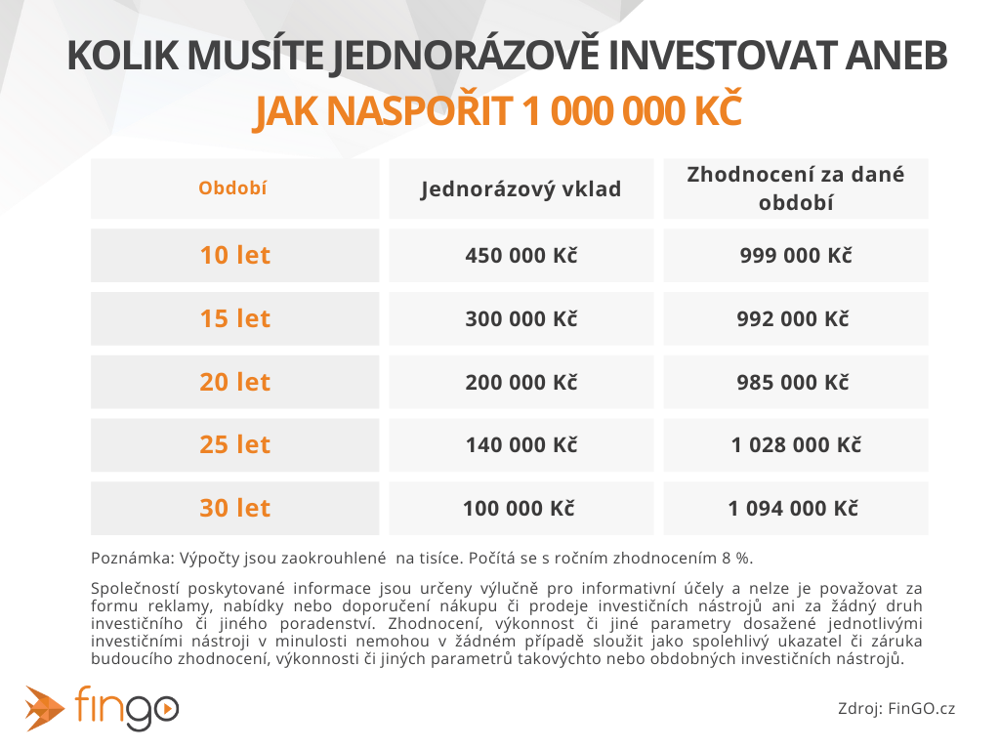 KOLIK MUSÍTE JEDNORÁZOVĚ INVESTOVAT ANEB
JAK NASPOŘIT 1 000 000 KČ
Období
Jednorázový vklad
Zhodnocení za dané
období
10 let
450 000 Kč
999 000 Kč
15 let
300 000 Kč
992 000 Kč
20 let
200 000 Kč
985 000 Kč
25 let
140 000 Kč
1 028 000 Kč
30 let
100 000 Kč
1 094 000 Kč
Poznámka: Výpočty jsou zaokrouhlené  na tisíce. Počítá se s ročním zhodnocením 8 %.
Společností poskytované informace jsou určeny výlučně pro informativní účely a nelze je považovat za
formu reklamy, nabídky nebo doporučení nákupu či prodeje investičních nástrojů ani za žádný druh
investičního či jiného poradenství. Zhodnocení, výkonnost či jiné parametry dosažené jednotlivými
investičními nástroji v minulosti nemohou v žádném případě sloužit jako spolehlivý ukazatel či záruka
budoucího zhodnocení, výkonnosti či jiných parametrů takovýchto nebo obdobných investičních nástrojů.
fingo
Zdroj: FinGO.cz